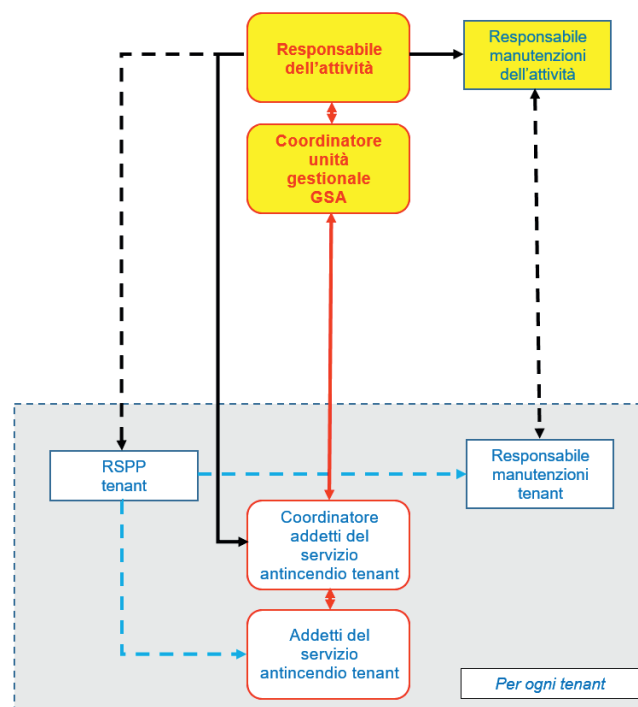 Responsabile
dell'attività
Responsabile
manutenzioni
dell'attività
Coordinatore
unità
gestionale
GSA
RSPP
tenant
Responsabile
manutenzioni
tenant
Coordinatore
addetti del
servizio
antincendio tenant
Addetti del
servizio
antincendio tenant
Per ogni tenant